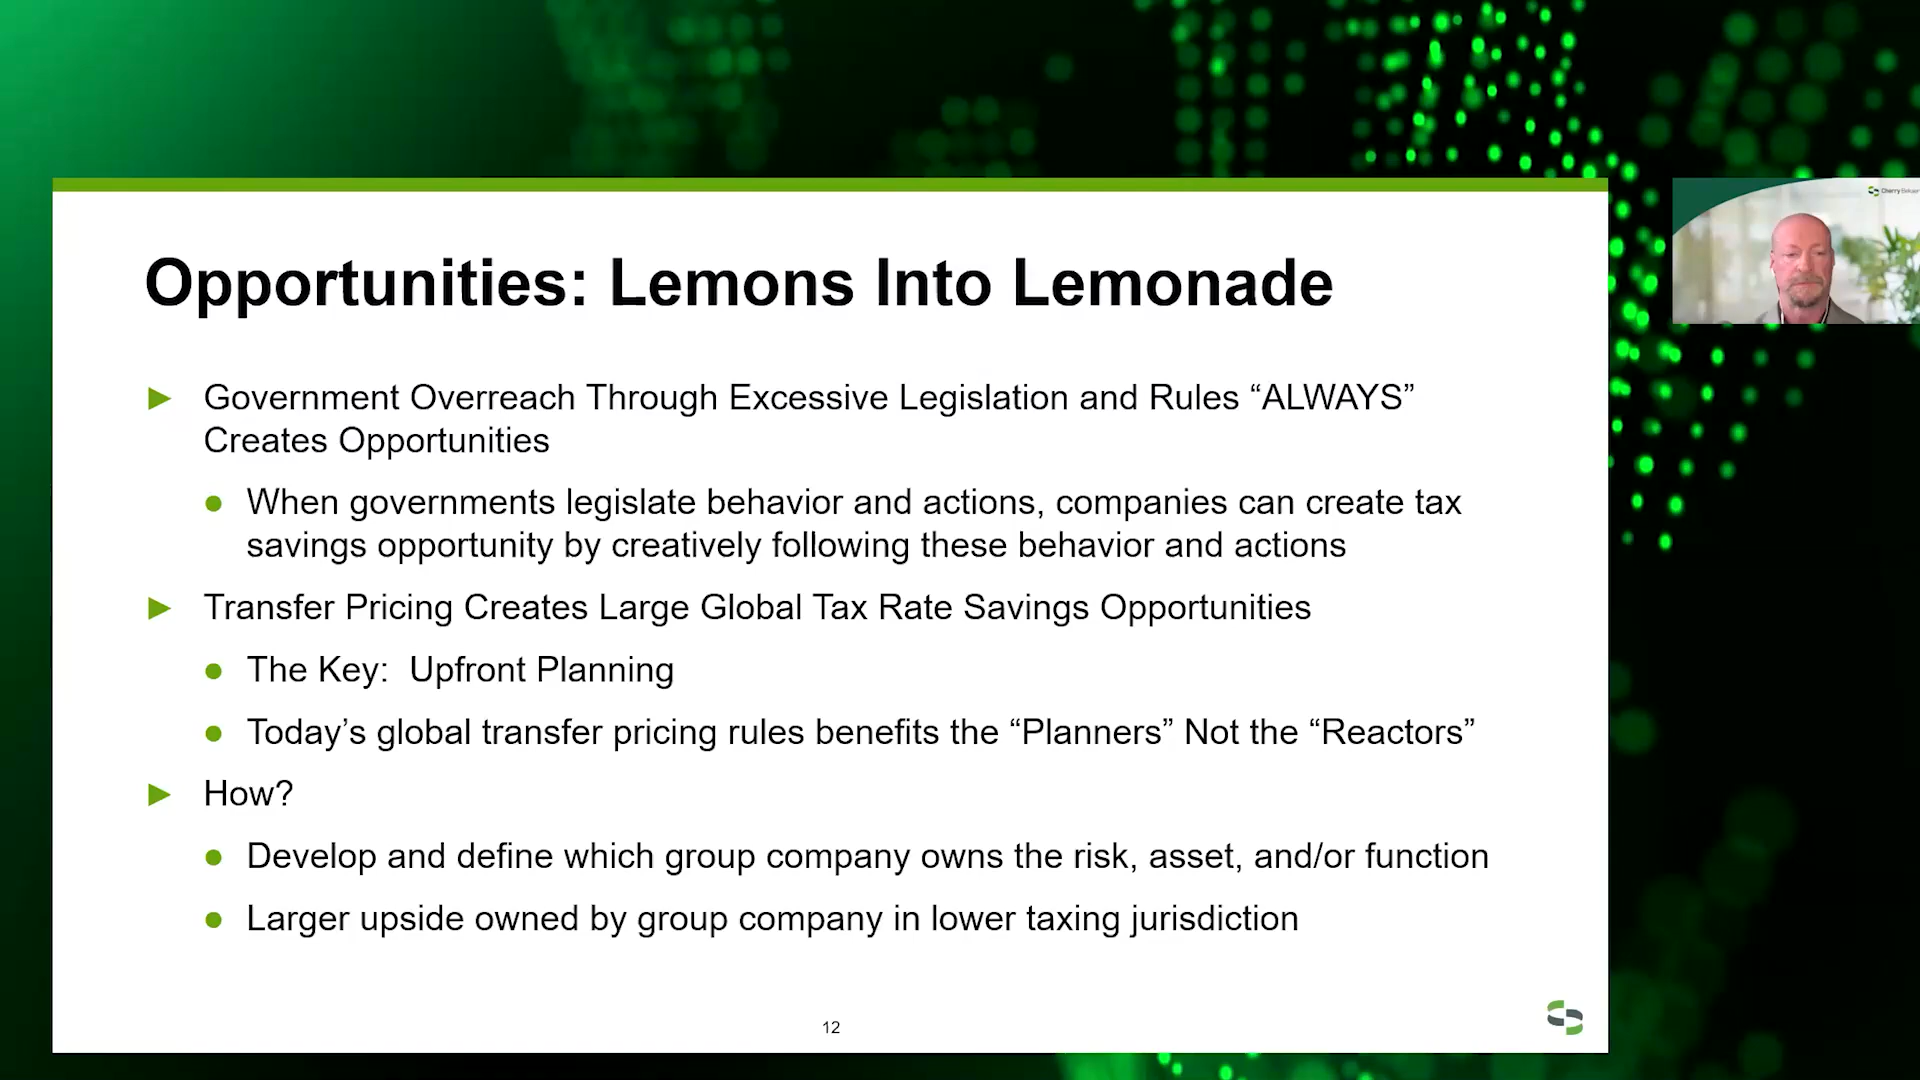 Opportunities: Lemons Into Lemonade
Government Overreach Through Excessive Legislation and Rules “ALWAYS”
Creates Opportunities
When governments legislate behavior and actions, companies can create tax
savings opportunity by creatively following these behavior and actions
Transfer Pricing Creates Large Global Tax Rate Savings Opportunities
The Key:  Upfront Planning
Today’s global transfer pricing rules benefits the “Planners” Not the “Reactors”
How?
Develop and define which group company owns the risk, asset, and/or function
Larger upside owned by group company in lower taxing jurisdiction
12
Cherry